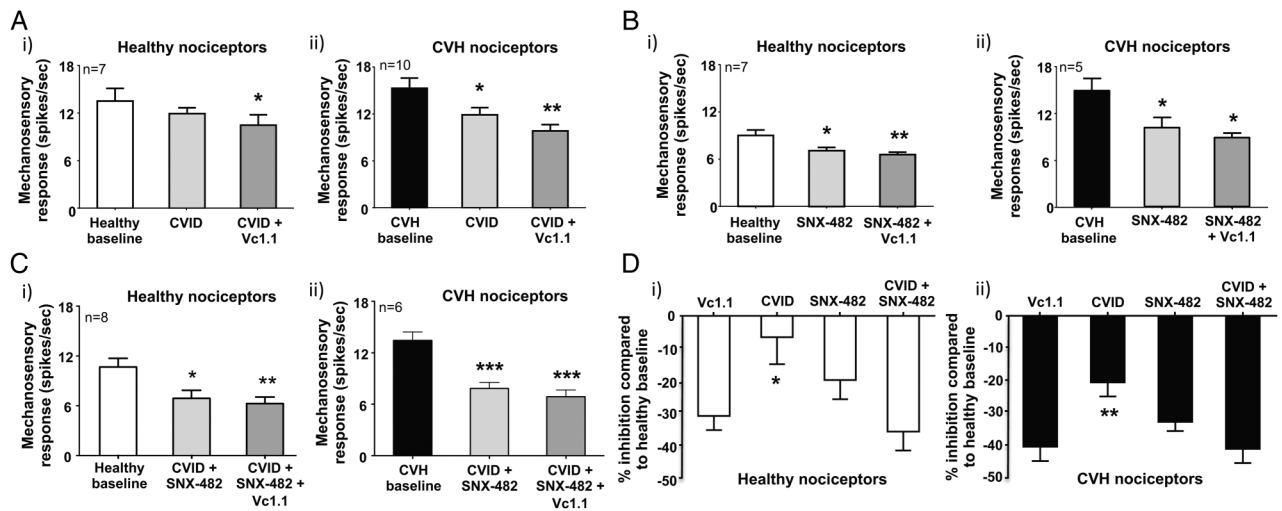 A
i)
Healthy nociceptors
n=7
Mechanosensory
response (spikes/sec)
18
12
6
0
*
Healthy
baseline
CVID
CVID +
Vc1.1
ii)
CVH nociceptors
n=10
Mechanosensory
response (spikes/sec)
18
12
6
0
*
**
CVH
baseline
CVID
CVID +
Vc1.1
B
i)
Healthy nociceptors
n=7
Mechanosensory
response (spikes/sec)
18
12
6
0
*
**
Healthy
baseline
SNX-482
SNX-482 +
Vc1.1
ii)
CVH nociceptors
n=5
Mechanosensory
response (spikes/sec)
18
12
6
0
*
*
CVH
baseline
SNX-482
SNX-482
+ Vc1.1
C
i)
Healthy nociceptors
n=8
Mechanosensory
response (spikes/sec)
18
12
6
0
*
**
Healthy
baseline
CVID +
SNX-482
CVID +
SNX-482 +
Vc1.1
ii)
CVH nociceptors
n=6
Mechanosensory
response (spikes/sec)
18
12
6
0
***
***
CVH
baseline
CVID +
SNX-482
CVID +
SNX-482 +
Vc1.1
D
i)
Vc1.1
CVID
SNX-482
CVID +
SNX-482
% inibition compared
to healthy baseline
0
-10
-20
-30
-40
-50
*
Healthy nociceptors
ii)
Vc1.1
CVID
SNX-482
CVID +
SNX-482
% inibition compared
to healthy baseline
0
-10
-20
-30
-40
-50
**
CVH nociceptors